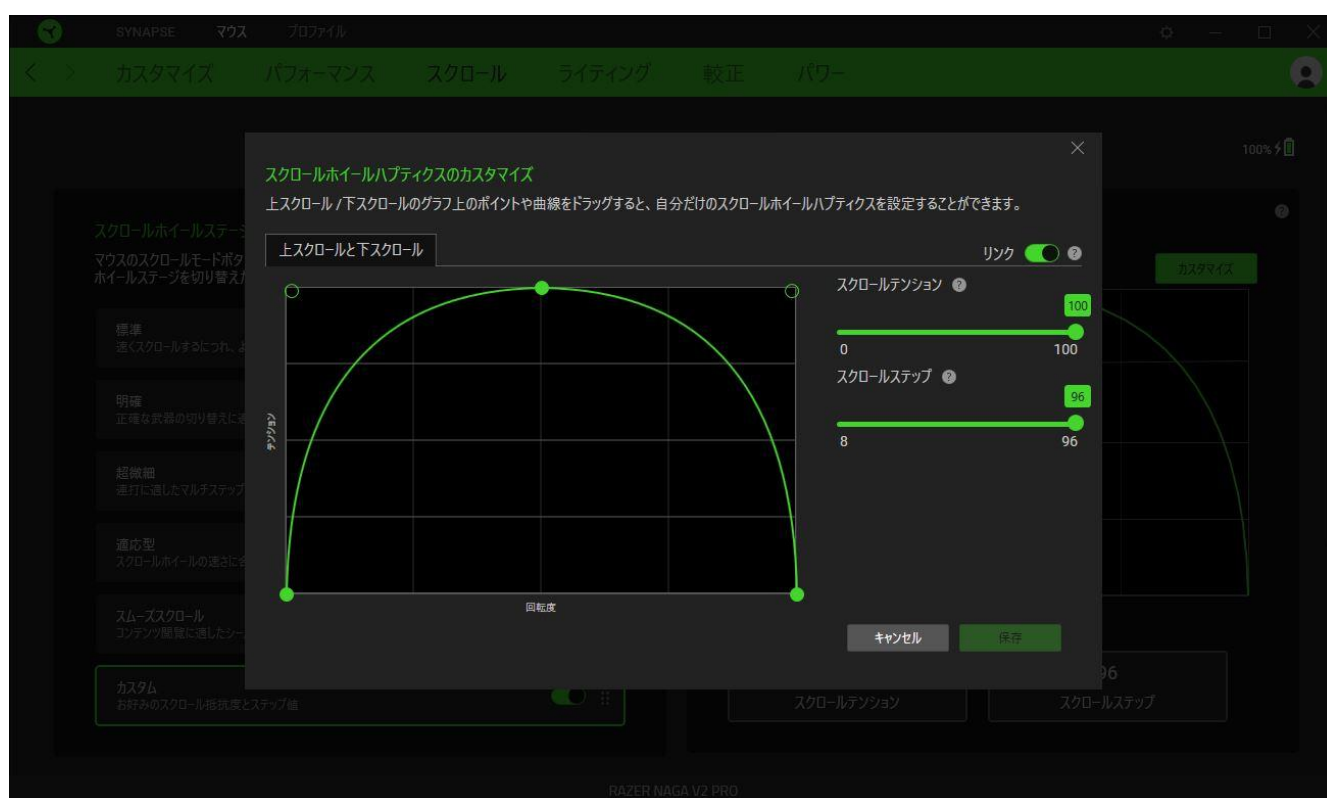 SYNAPSE マウス プロファイル
カスタマイズ パフォーマンス スクロール ライティング 較正 パワー
100%
スクロールホイールハプティクスのカスタマイズ
上スクロール /下スクロールのグラフ上のポイントや曲線をドラッグすると、自分だけのスクロールホイールハプティクスを設定することができます。
上スクロールと下スクロール
リンク
テンション
回転度
スクロールテンション
100
0 100
スクロールステップ
96
8 96
キャンセル 保存
スクロールホイールステー
マウスのスクロールモードボタ
ホイールステージを切り替え
標準
速くスクロールするにつれ、
明確
正確な武器の切り替えに
超微細
連打に適したマルチステップ
適応型
スクロールホイールの速さに
スムーズスクロール
コンテンツ閲覧に適したシー
カスタム
お好みのスクロール抵抗度とステップ値
カスタマイズ
スクロールテンション
96
スクロールステップ
RAZER NAGA V2 PRO